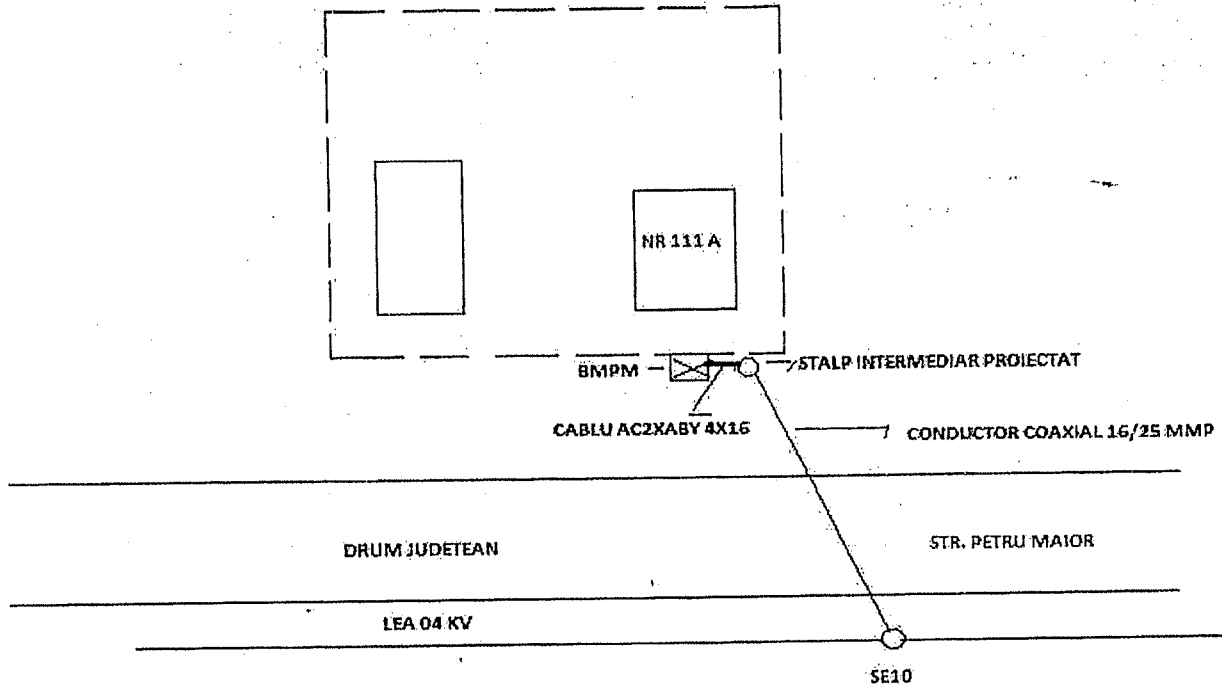 NR 111 A
BMPM
STALP INTERMEDIAR PROIECTAT
CABLU AC2XABY 4X16
CONDUCTOR COAXIAL 16/25 MMP
DRUM JUDETEAN
STR. PETRU MAIOR
LEA 04 KV
SE10